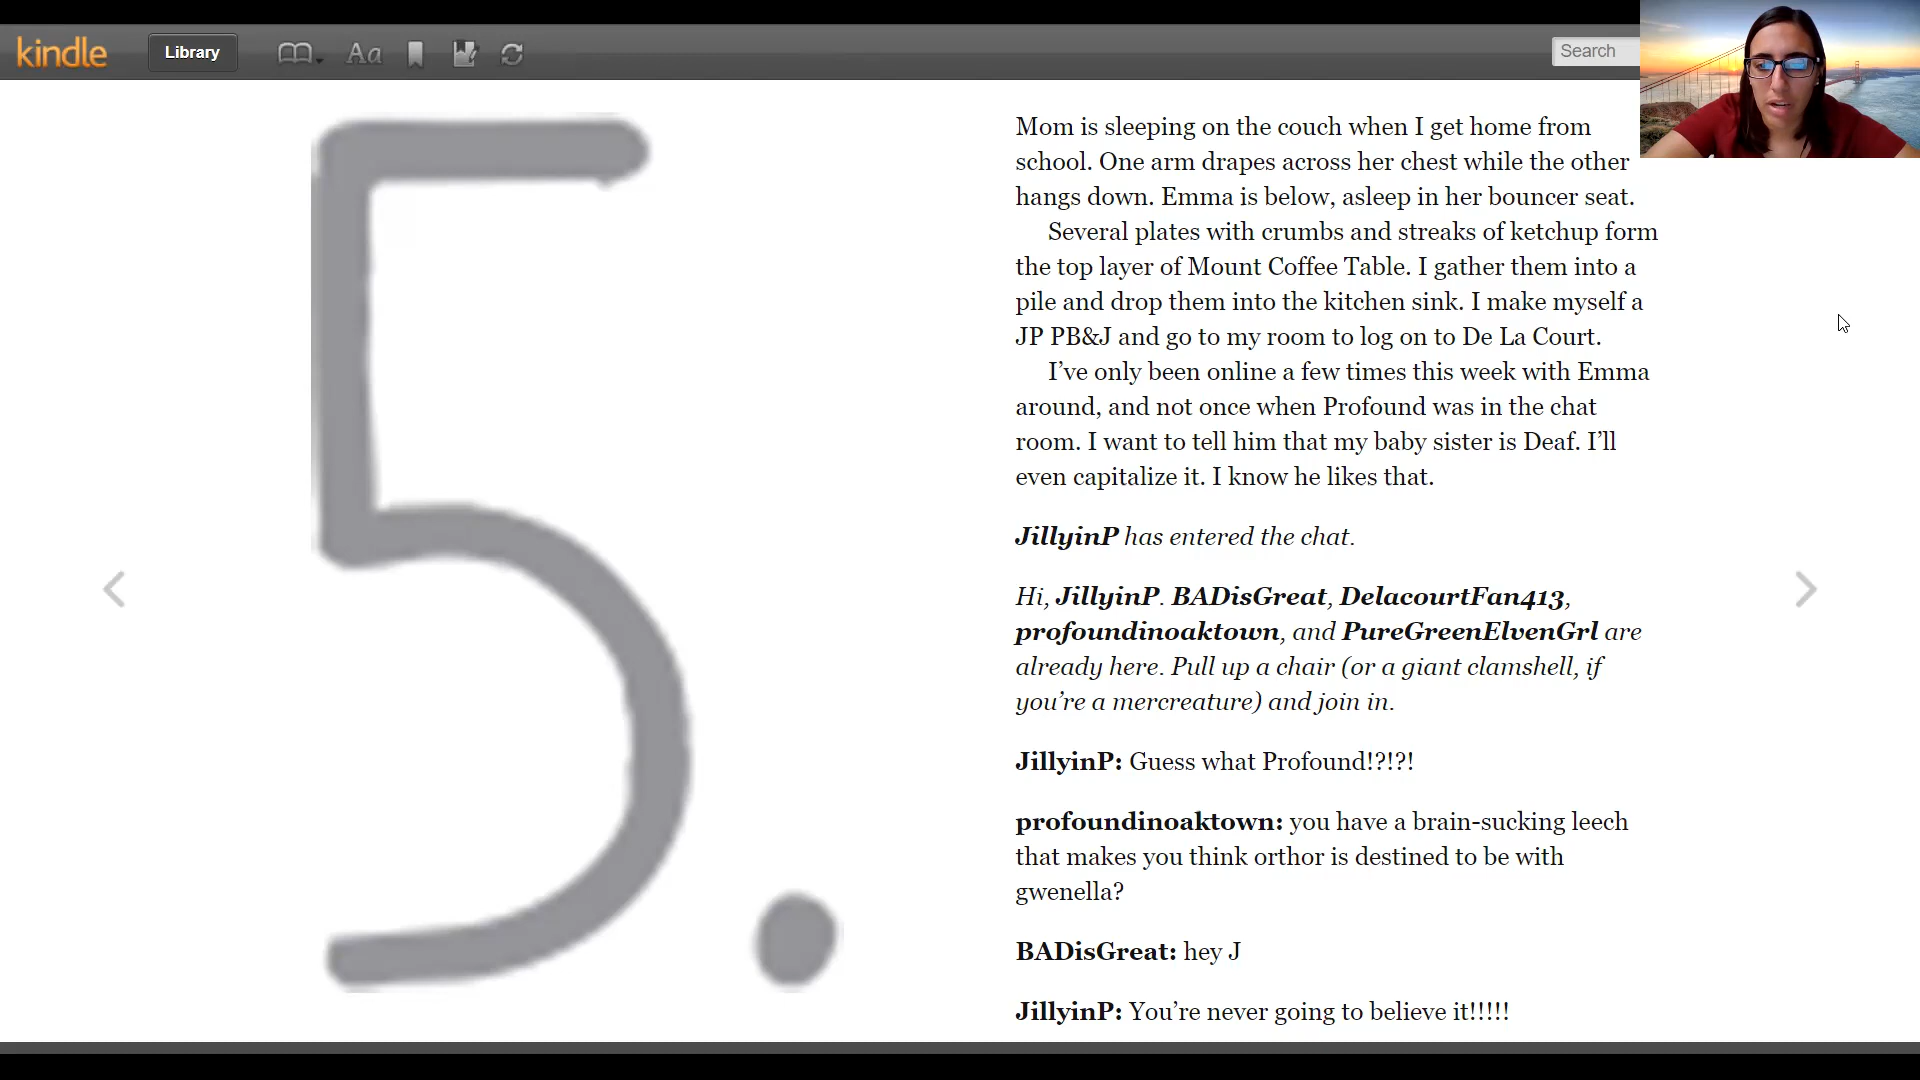 kindle
Library
Aa
Search
5.
Mom is sleeping on the couch when I get home from
school. One arm drapes across her chest while the other
hangs down. Emma is below, asleep in her bouncer seat.
Several plates with crumbs and streaks of ketchup form
the top layer of Mount Coffee Table. I gather them into a
pile and drop them into the kitchen sink. I make myself a
JP PB&J and go to my room to log on to De La Court.
I’ve only been online a few times this week with Emma
around, and not once when Profound was in the chat
room. I want to tell him that my baby sister is Deaf. I’ll
even capitalize it. I know he likes that.
JillyinP has entered the chat.
Hi, JillyinP. BADisGreat, DelacourtFan413,
profoundinoaktown, and PureGreenElvenGrl are
already here. Pull up a chair (or a giant clamshell, if
you’re a mercreature) and join in.
JillyinP: Guess what Profound!?!?!
profoundinoaktown: you have a brain-sucking leech
that makes you think orthor is destined to be with
gwenella?
BADisGreat: hey J
JillyinP: You’re never going to believe it!!!!!